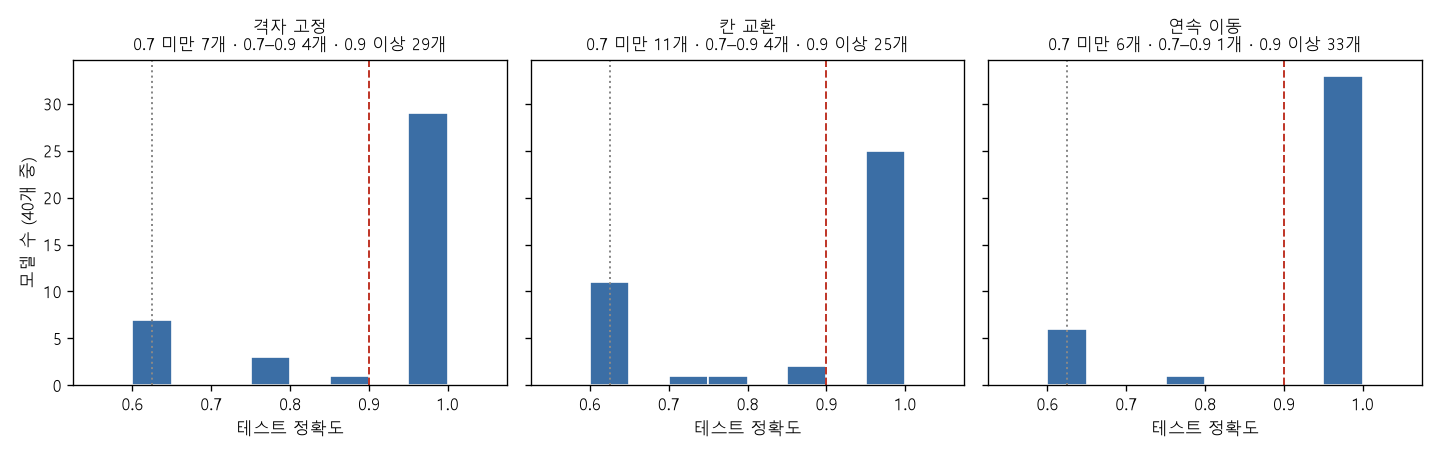 격자 고정
0.7 미만 7개 · 0.7–0.9 4개 · 0.9 이상 29개
칸 교환
0.7 미만 11개 · 0.7–0.9 4개 · 0.9 이상 25개
연속 이동
0.7 미만 6개 · 0.7–0.9 1개 · 0.9 이상 33개
모델 수 (40개 중)
30
25
20
15
10
5
0
0.6 0.7 0.8 0.9 1.0
테스트 정확도
0.6 0.7 0.8 0.9 1.0
테스트 정확도
0.6 0.7 0.8 0.9 1.0
테스트 정확도